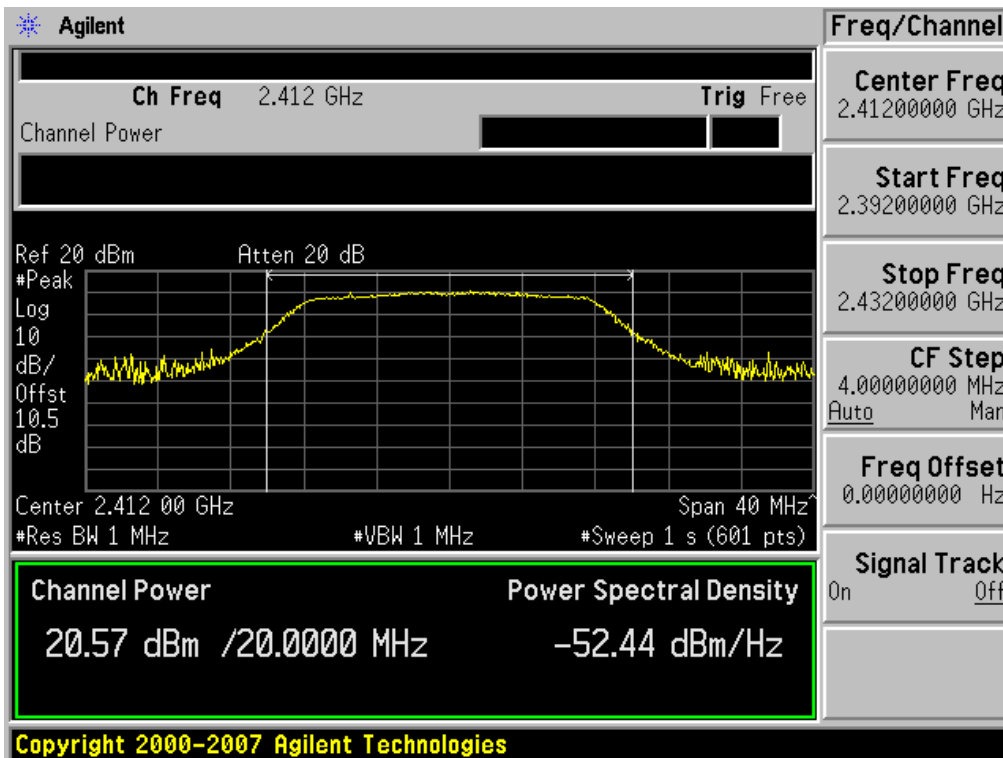 Agilent
Freq/Channel
Ch Freq 2.412 GHz Trig Free
Channel Power
Center Freq
2.41200000 GHz
Start Freq
2.39200000 GHz
Stop Freq
2.43200000 GHz
CF Step
4.00000000 MHz
Auto Man
Freq Offset
0.00000000 Hz
Signal Track
On Off
Ref 20 dBm Atten 20 dB
#Peak
Log
10
dB/
Offst
10.5
dB
Center 2.412 00 GHz Span 40 MHz^
#Res BW 1 MHz #VBW 1 MHz #Sweep 1 s (601 pts)
Channel Power Power Spectral Density
20.57 dBm /20.0000 MHz -52.44 dBm/Hz
Copyright 2000-2007 Agilent Technologies